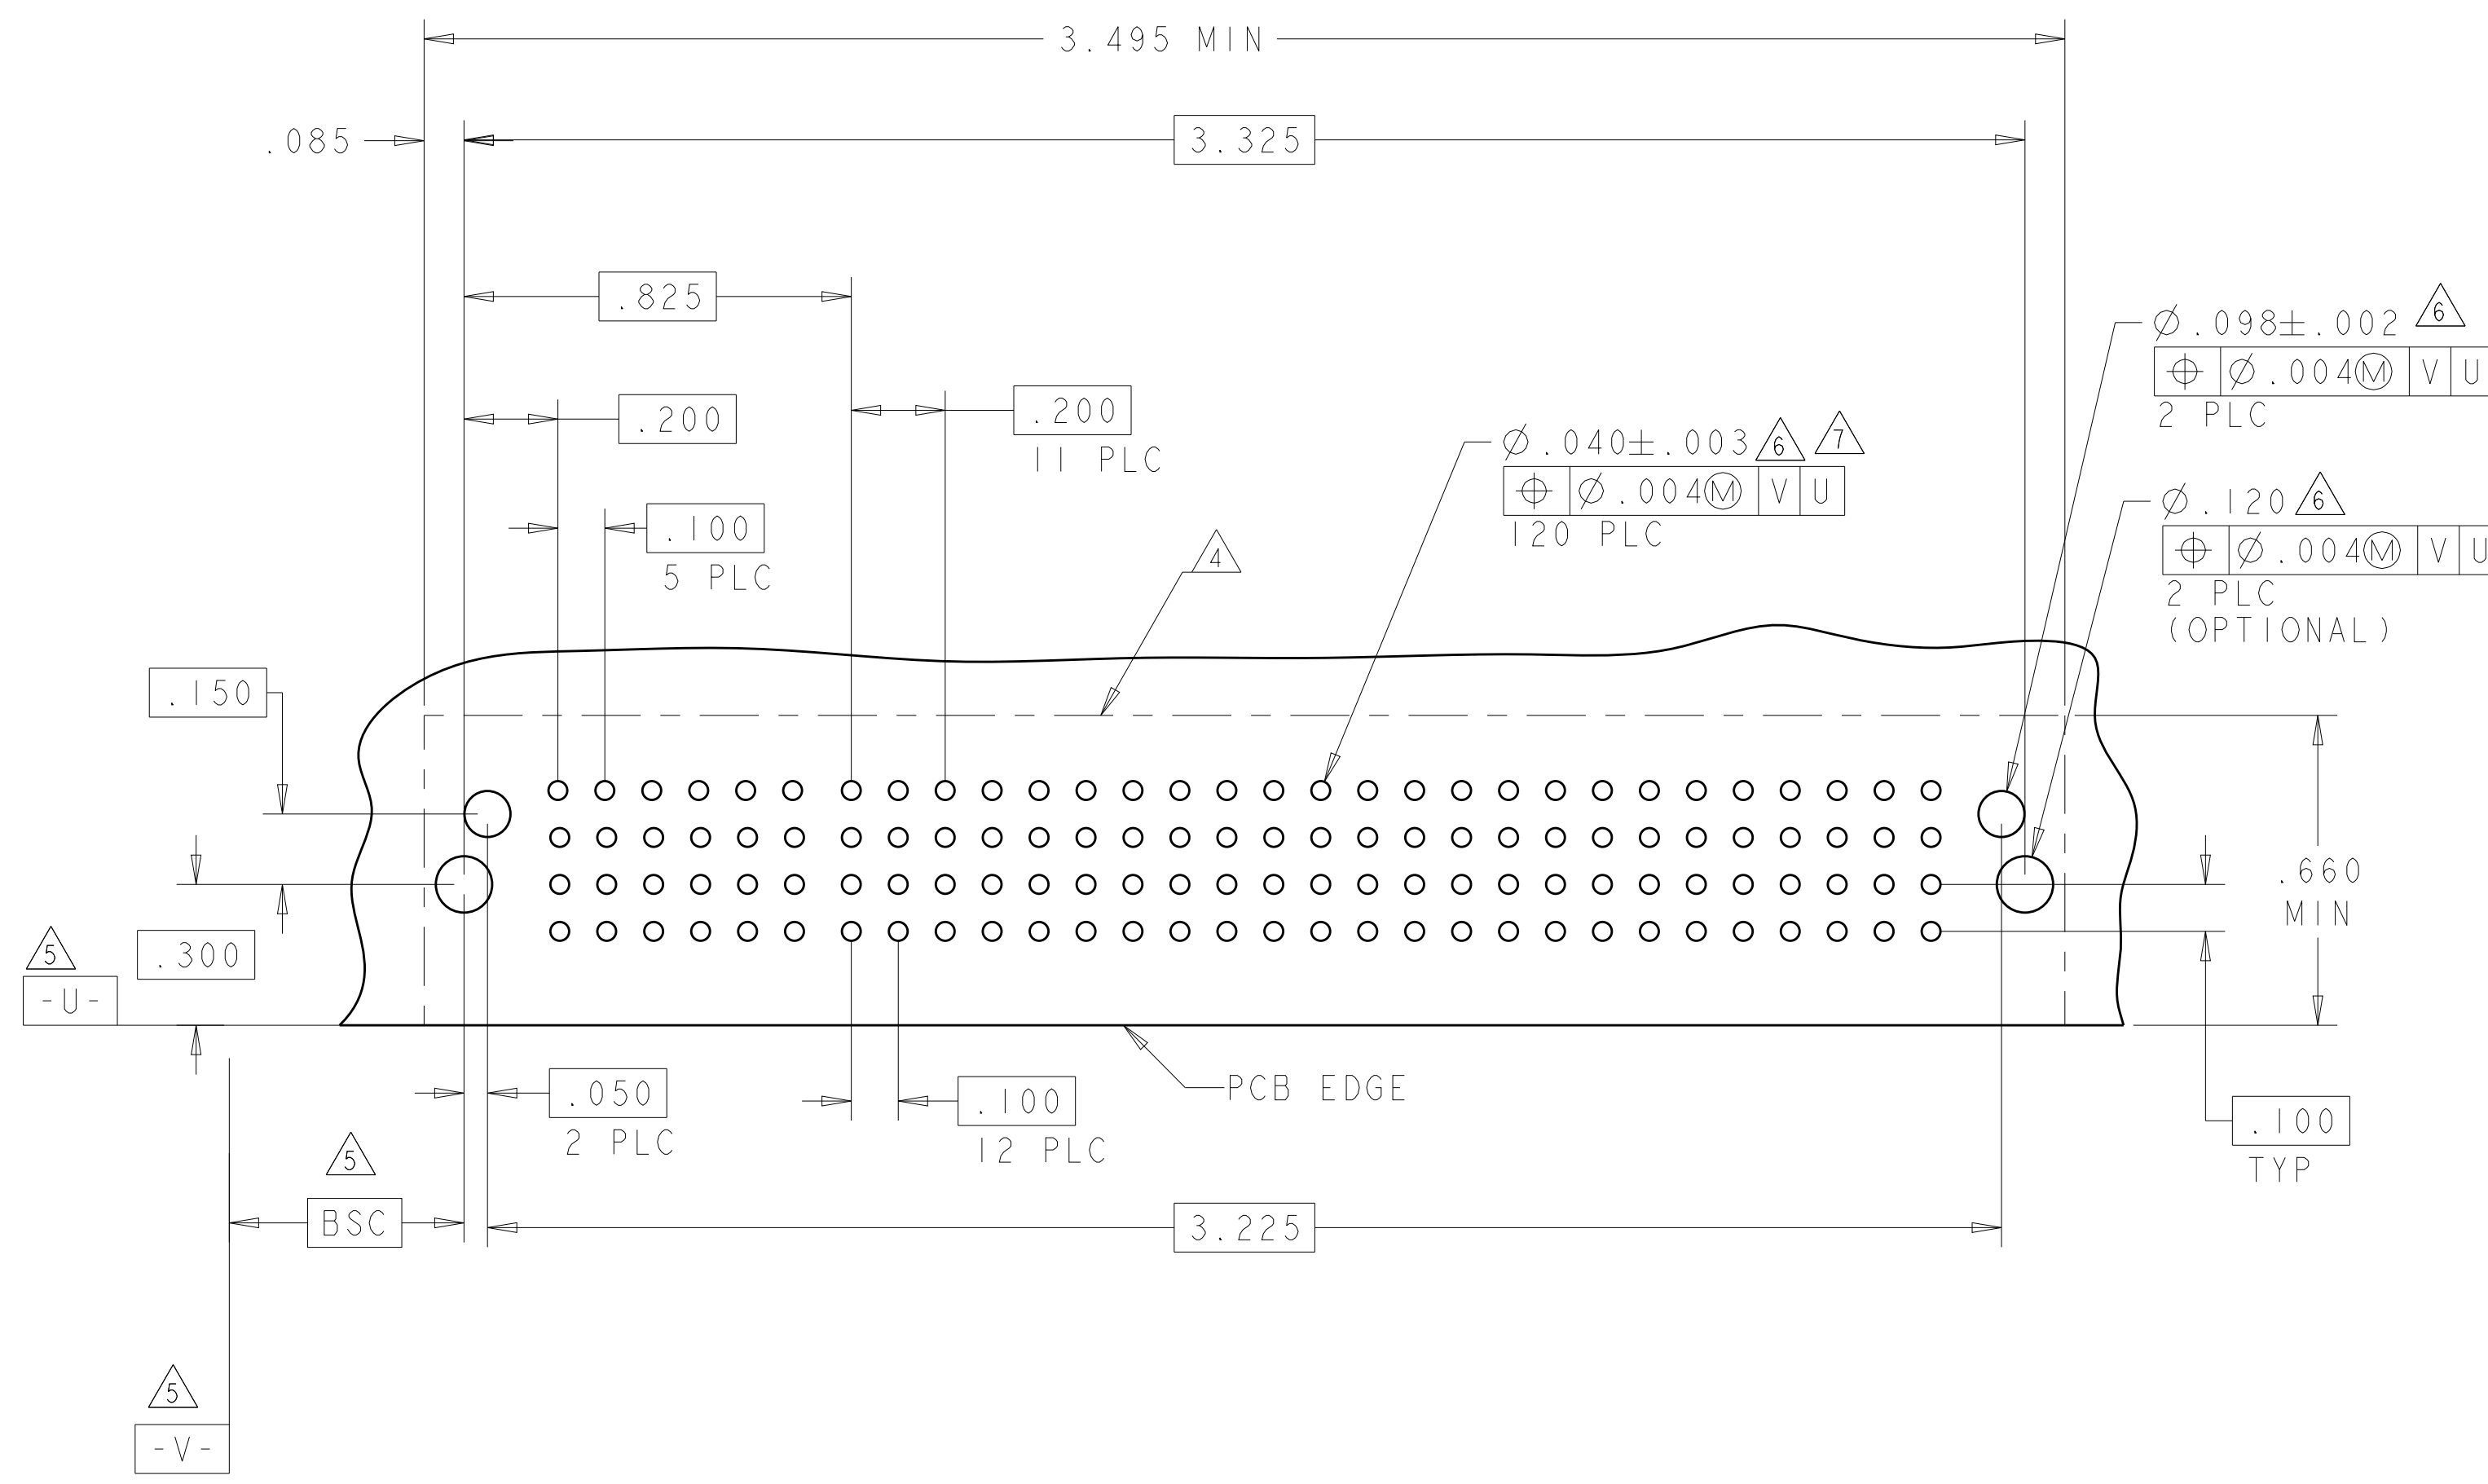 3.495 MIN
.085
3.325
.825
.200
.200
11 PLC
.100
5 PLC
Ø.040±.003 6 7
⌖ Ø.004Ⓜ V U
120 PLC
Ø.098±.002 6
⌖ Ø.004Ⓜ V U
2 PLC
Ø.120 6
⌖ Ø.004Ⓜ V U
2 PLC
(OPTIONAL)
4
.150
.660
MIN
5
-U-
.300
.050
2 PLC
.100
12 PLC
PCB EDGE
.100
TYP
5
BSC
3.225
5
-V-